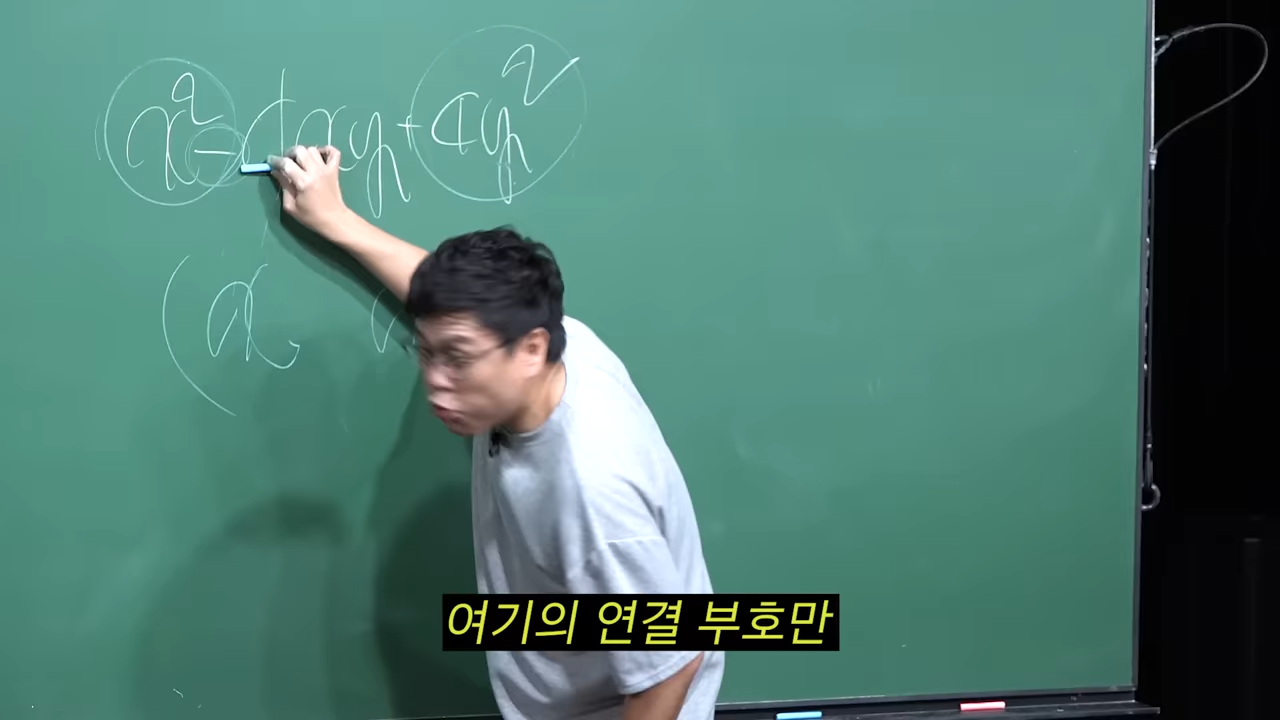 x² - 4xy + 4y²
(x
여기의 연결 부호만